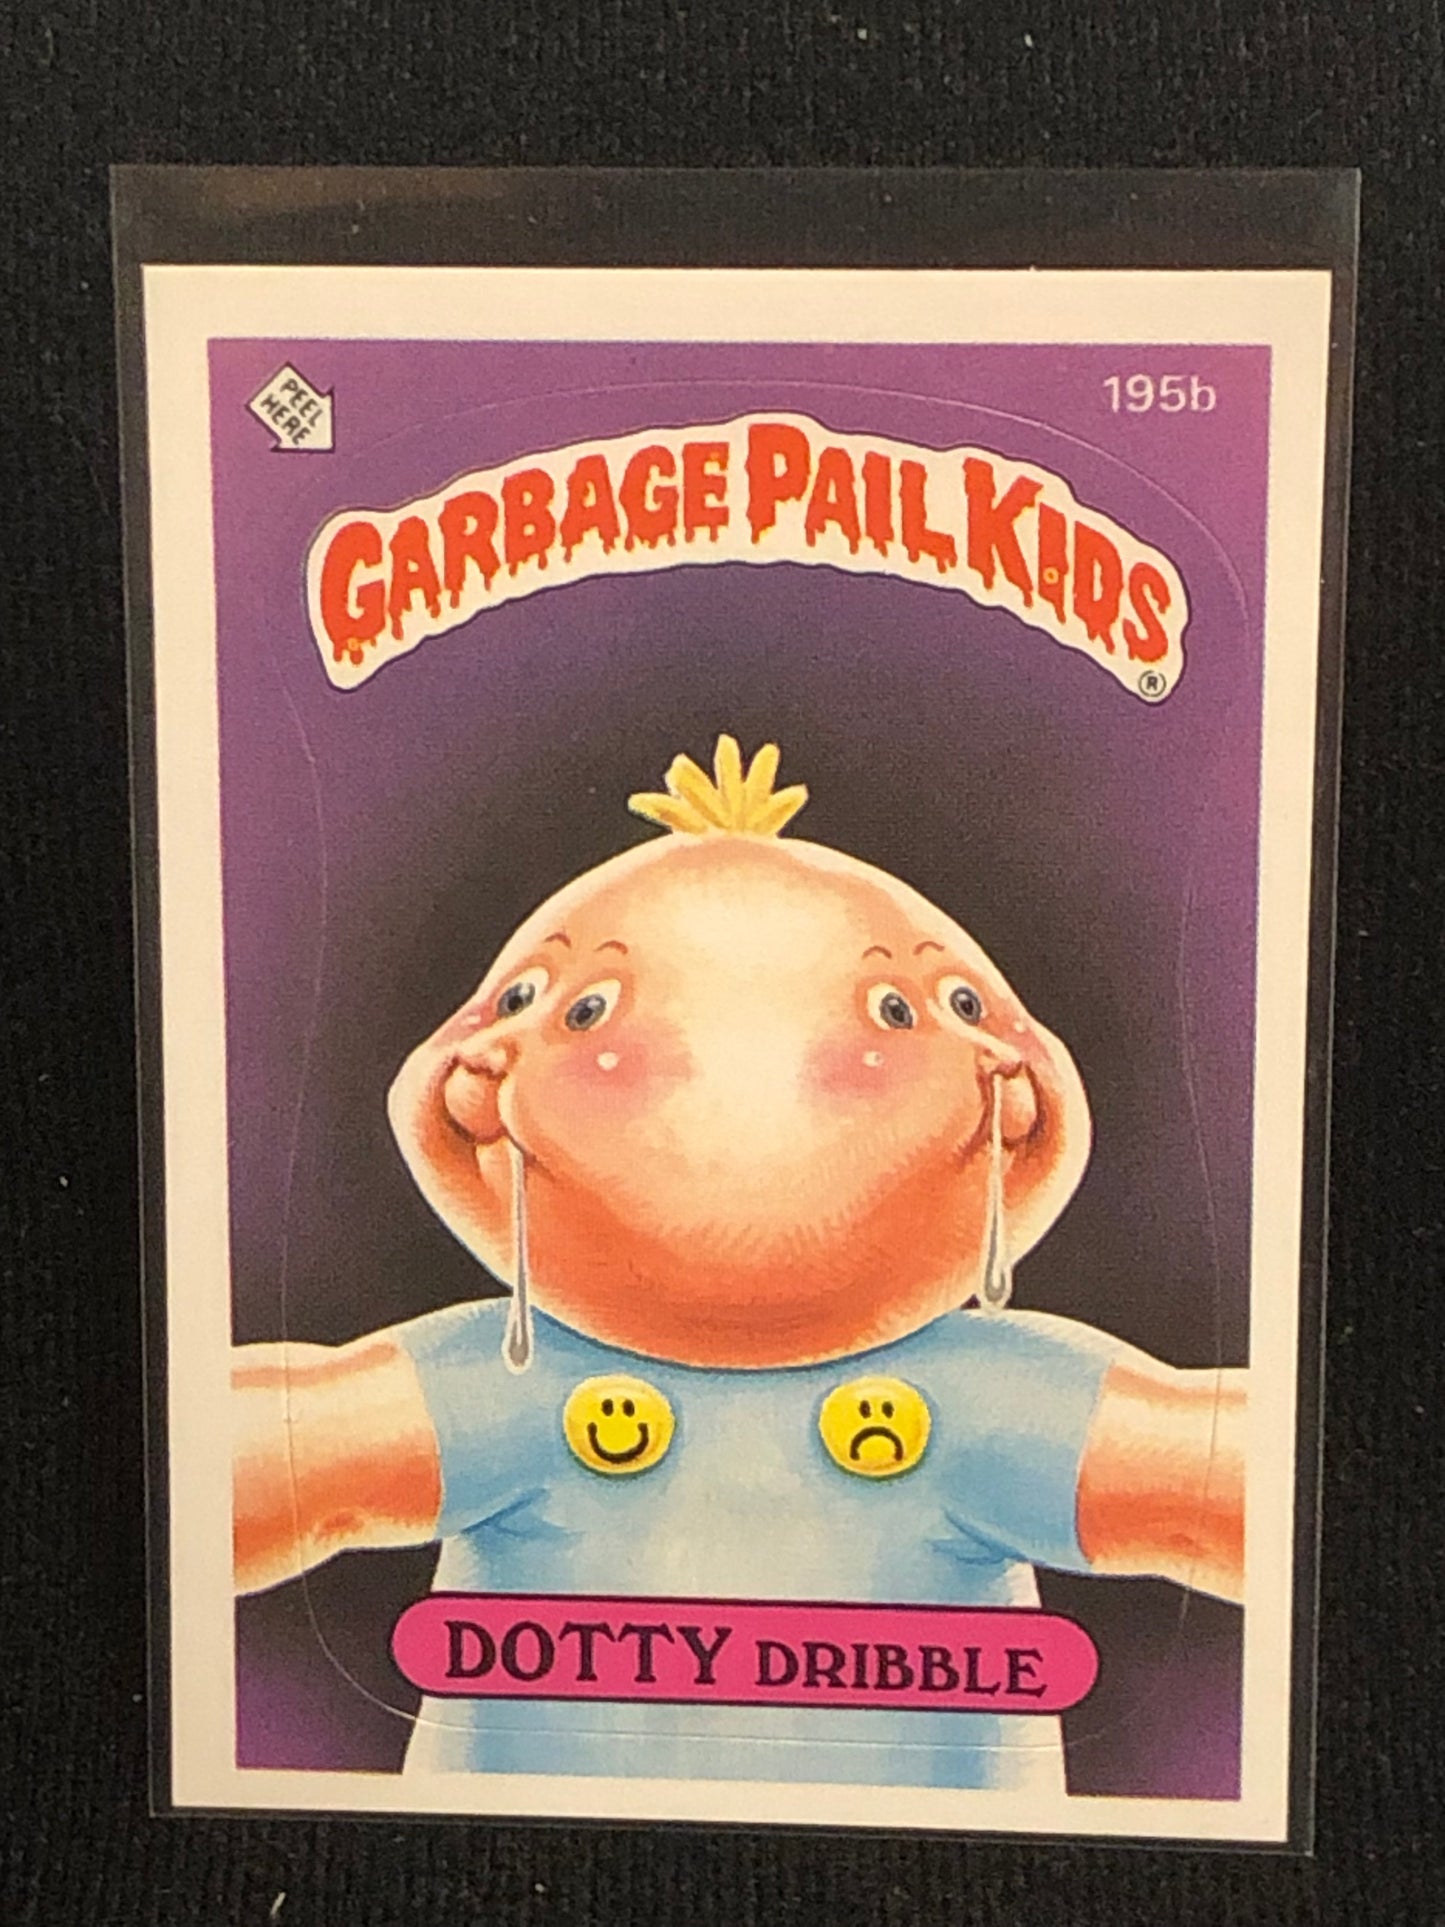 PEEL
HERE
195b
GARBAGE PAIL KIDS
®
DOTTY DRIBBLE